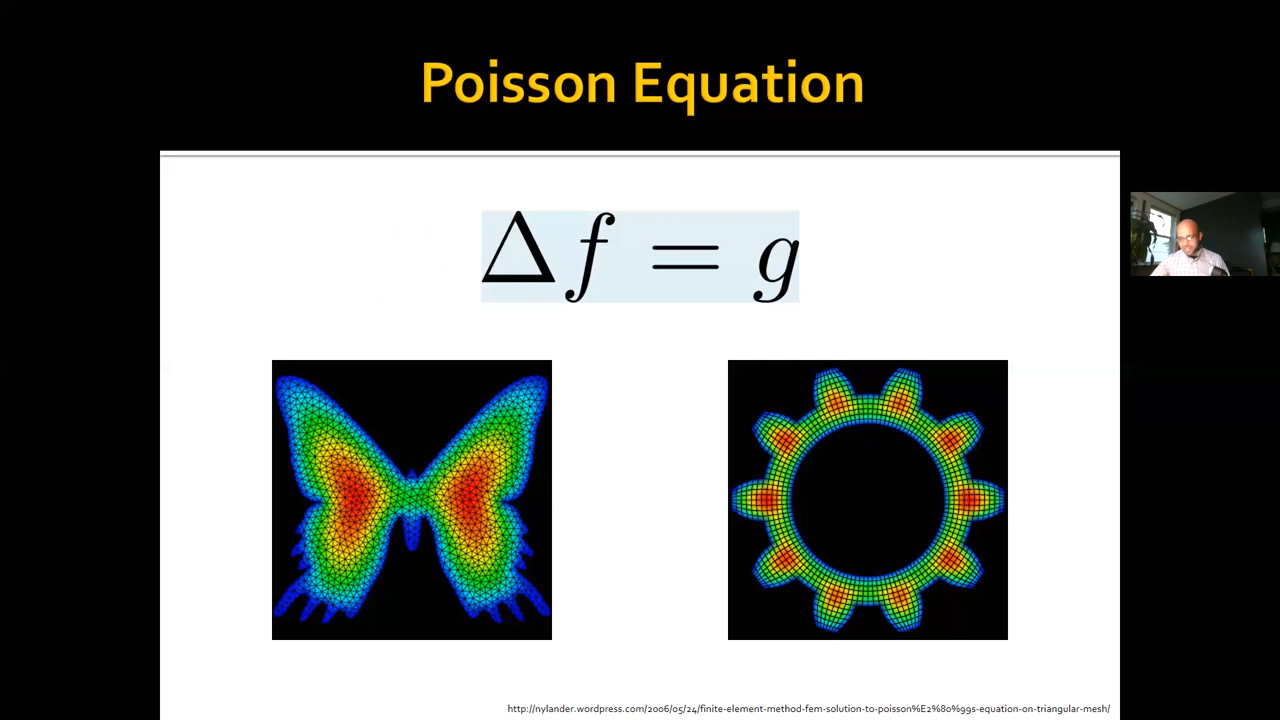 Poisson Equation
Δf = g
http://nylander.wordpress.com/2006/05/24/finite-element-method-fem-solution-to-poisson%E2%80%99s-equation-on-triangular-mesh/